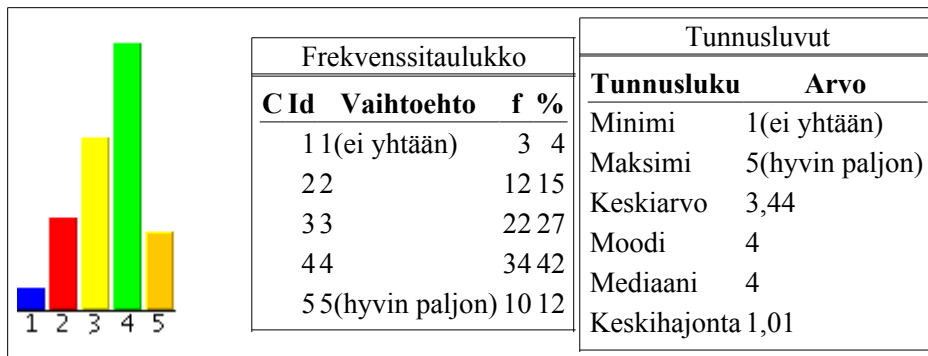 1 2 3 4 5
Frekvenssitaulukko
C Id Vaihtoehto f %
1 1(ei yhtään) 3 4
2 2 12 15
3 3 22 27
4 4 34 42
5 5(hyvin paljon) 10 12
Tunnusluvut
Tunnusluku Arvo
Minimi 1(ei yhtään)
Maksimi 5(hyvin paljon)
Keskiarvo 3,44
Moodi 4
Mediaani 4
Keskihajonta 1,01